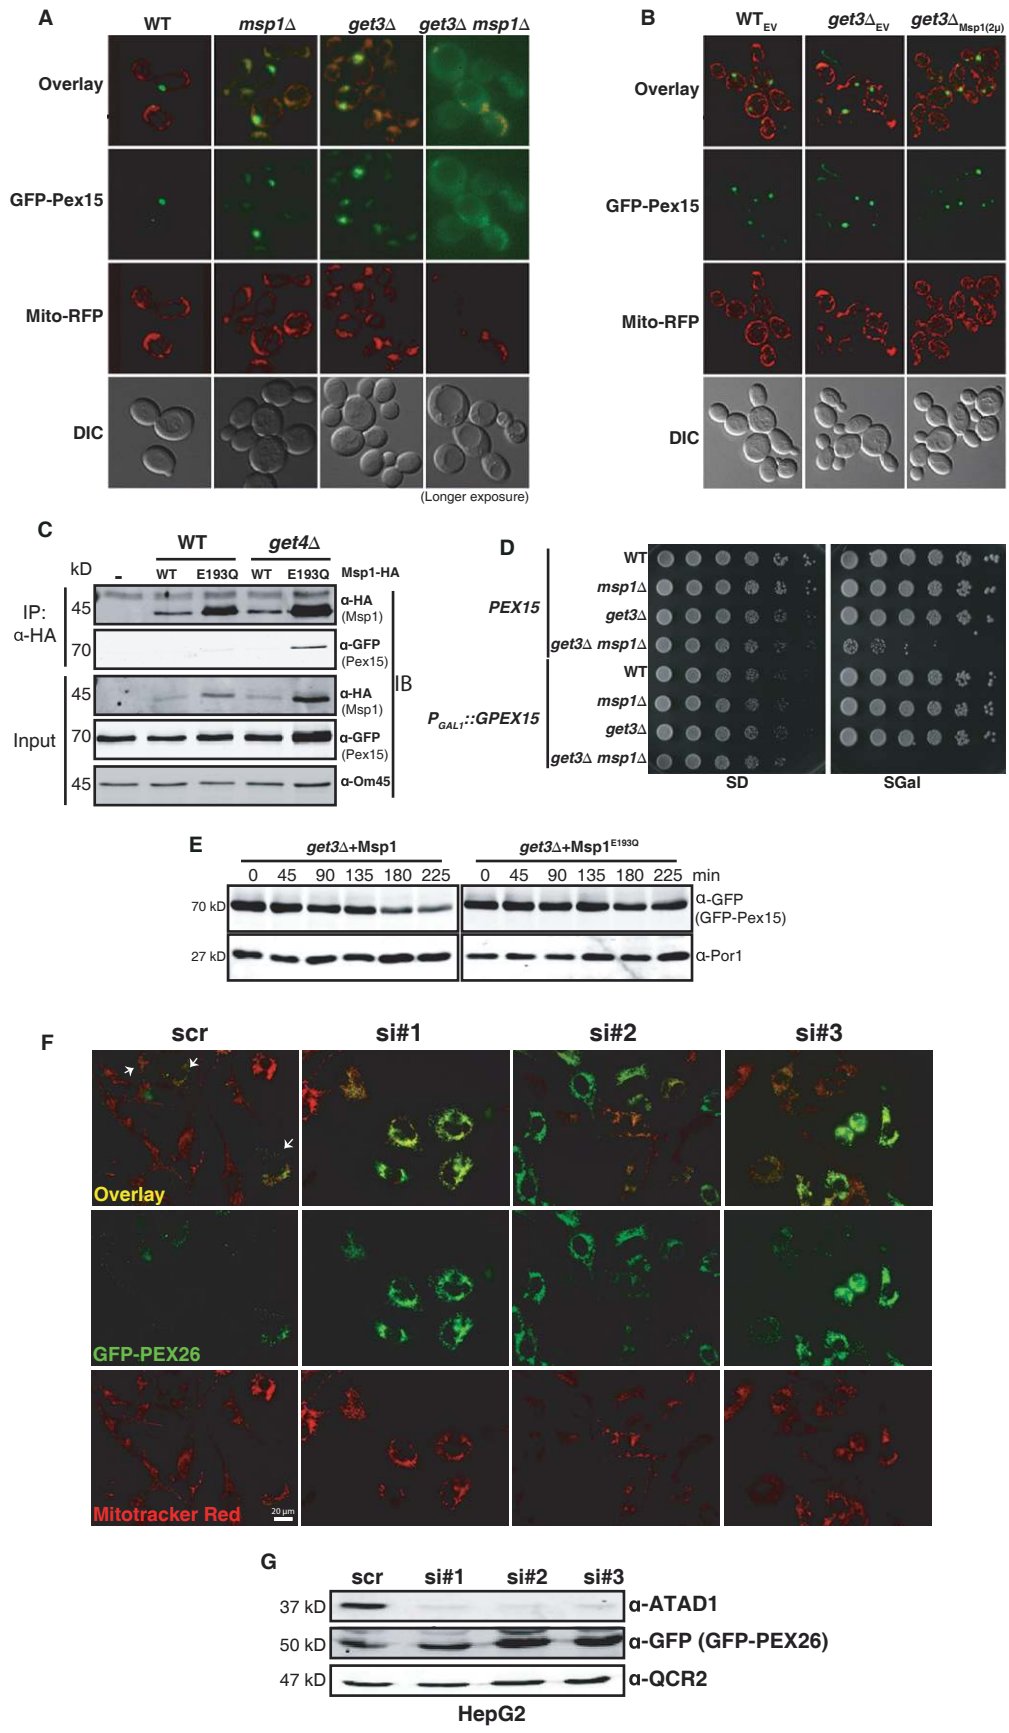 A
WT
msp1Δ
get3Δ
get3Δ msp1Δ
Overlay
GFP-Pex15
Mito-RFP
DIC
(Longer exposure)
B
WT EV
get3Δ EV
get3Δ Msp1(2μ)
Overlay
GFP-Pex15
Mito-RFP
DIC
C
WT
get4Δ
kD
-
WT
E193Q
WT
E193Q
Msp1-HA
IP:
α-HA
45
α-HA
(Msp1)
70
α-GFP
(Pex15)
IB
Input
45
α-HA
(Msp1)
70
α-GFP
(Pex15)
45
α-Om45
D
PEX15
WT
msp1Δ
get3Δ
get3Δ msp1Δ
PGAL1::GPEX15
WT
msp1Δ
get3Δ
get3Δ msp1Δ
SD
SGal
E
get3Δ+Msp1
get3Δ+Msp1E193Q
0 45 90 135 180 225
0 45 90 135 180 225 min
70 kD
α-GFP
(GFP-Pex15)
27 kD
α-Por1
F
scr
si#1
si#2
si#3
Overlay
GFP-PEX26
Mitotracker Red
20 μm
G
scr
si#1
si#2
si#3
37 kD
α-ATAD1
50 kD
α-GFP (GFP-PEX26)
47 kD
α-QCR2
HepG2